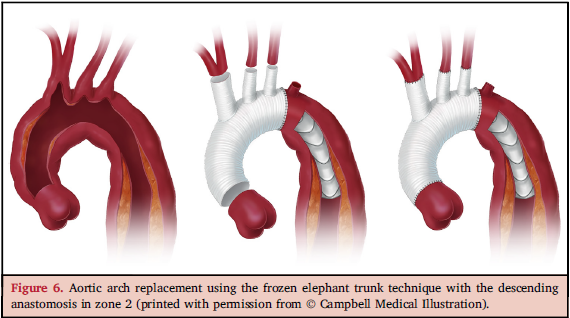 Figure 6. Aortic arch replacement using the frozen elephant trunk technique with the descending
anastomosis in zone 2 (printed with permission from © Campbell Medical Illustration).